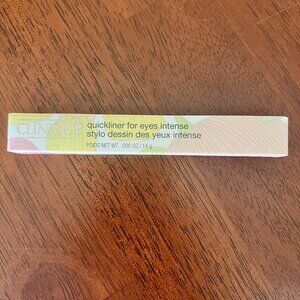 CLINIQUE
quickliner for eyes intense
stylo dessin des yeux intense
POIDS NET WT. .005 OZ/.14 g